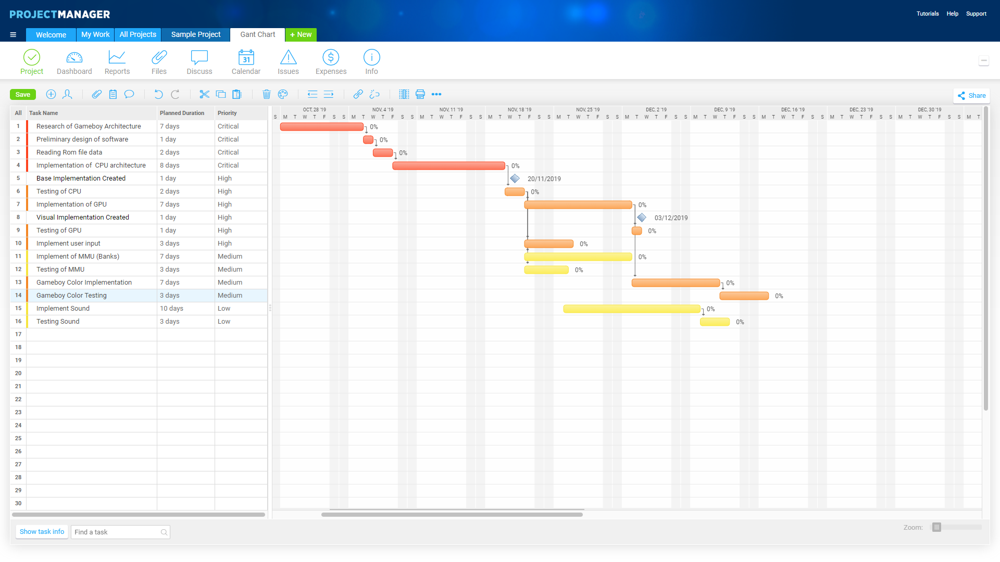 PROJECTMANAGER
Tutorials Help Support
Welcome My Work All Projects Sample Project Gant Chart + New
31
Project Dashboard Reports Files Discuss Calendar Issues Expenses Info
Save
Share
All Task Name Planned Duration Priority
OCT, 28 '19 NOV, 4 '19 NOV, 11 '19 NOV, 18 '19 NOV, 25 '19 DEC, 2 '19 DEC, 9 '19 DEC, 16 '19 DEC, 23 '19 DEC, 30 '19
S M T W T F S S M T W T F S S M T W T F S S M T W T F S S M T W T F S S M T W T F S S M T W T F S S M T W T F S S M T W T F S S M T W T F S S M T
1 Research of Gameboy Architecture 7 days Critical 0%
2 Preliminary design of software 1 day Critical 0%
3 Reading Rom file data 2 days Critical 0%
4 Implementation of CPU architecture 8 days Critical 0%
5 Base Implementation Created 1 day High 20/11/2019
6 Testing of CPU 2 days High 0%
7 Implementation of GPU 7 days High 0%
8 Visual Implementation Created 1 day High 03/12/2019
9 Testing of GPU 1 day High 0%
10 Implement user input 3 days High 0%
11 Implement of MMU (Banks) 7 days Medium 0%
12 Testing of MMU 3 days Medium 0%
13 Gameboy Color Implementation 7 days Medium 0%
14 Gameboy Color Testing 3 days Medium 0%
15 Implement Sound 10 days Low 0%
16 Testing Sound 3 days Low 0%
17
18
19
20
21
22
23
24
25
26
27
28
29
30
Show task info Find a task Zoom: